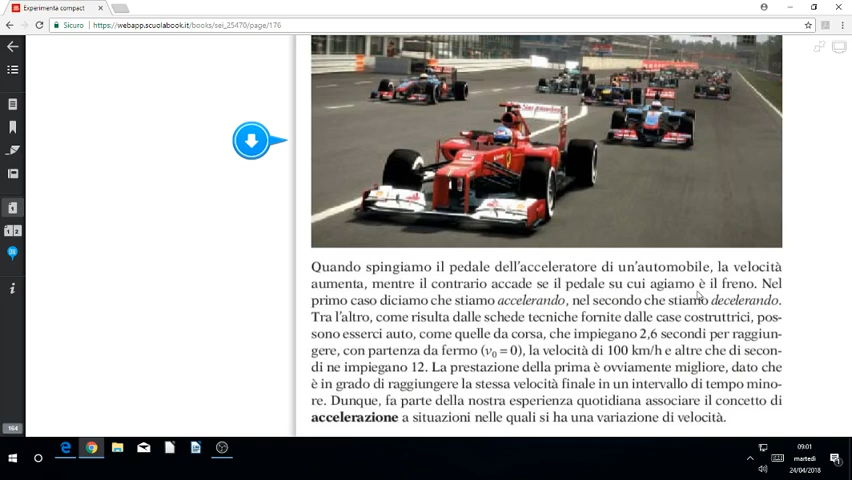 Experimenta compact
Sicuro
https://webapp.scuolabook.it/books/sei_25470/page/176
5
1
1 2
Quando spingiamo il pedale dell'acceleratore di un'automobile, la velocità
aumenta, mentre il contrario accade se il pedale su cui agiamo è il freno. Nel
primo caso diciamo che stiamo accelerando, nel secondo che stiamo decelerando.
Tra l'altro, come risulta dalle schede tecniche fornite dalle case costruttrici, pos-
sono esserci auto, come quelle da corsa, che impiegano 2,6 secondi per raggiun-
gere, con partenza da fermo (v₀ = 0), la velocità di 100 km/h e altre che di secon-
di ne impiegano 12. La prestazione della prima è ovviamente migliore, dato che
è in grado di raggiungere la stessa velocità finale in un intervallo di tempo mino-
re. Dunque, fa parte della nostra esperienza quotidiana associare il concetto di
accelerazione a situazioni nelle quali si ha una variazione di velocità.
164
09:01
martedì
24/04/2018